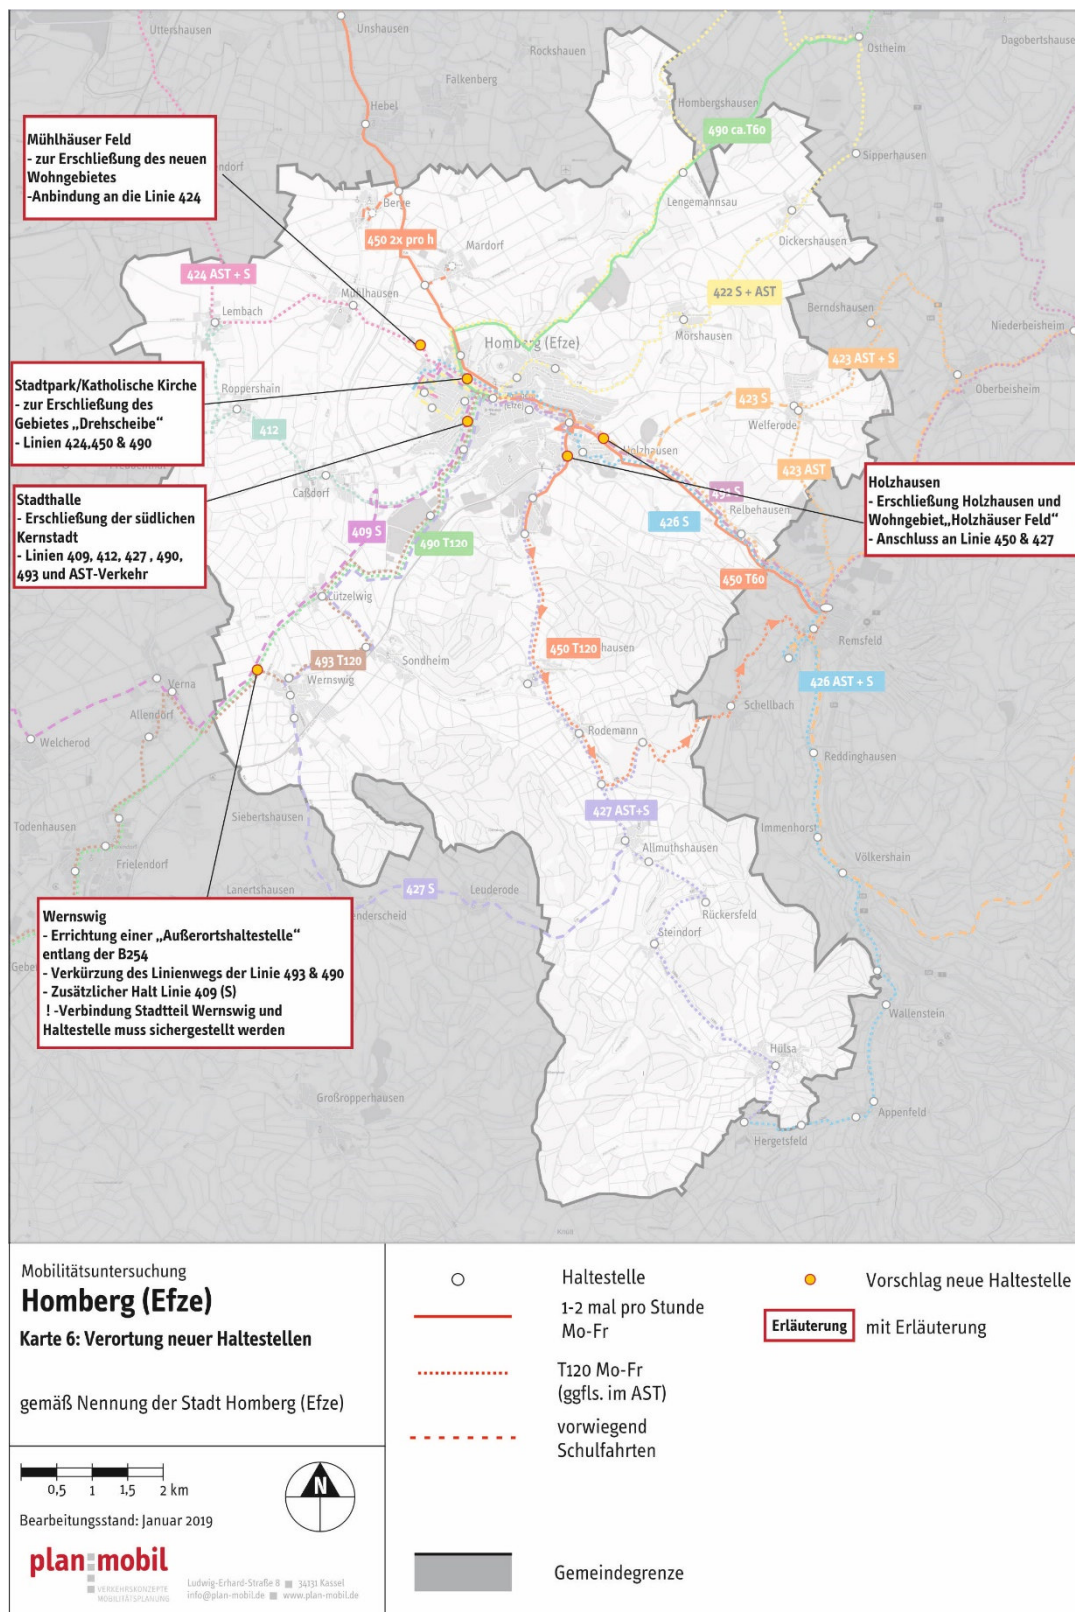 Uttershausen
Unshausen
Rockshauen
Ostheim
Dagobertshause
Falkenberg
Hebel
Hombergshausen
490 ca.T60
Mühlhäuser Feld
- zur Erschließung des neuen
Wohngebietes
-Anbindung an die Linie 424
Sipperhausen
Berge
Lengemannsau
450 2x pro h
Mardorf
Dickershausen
424 AST + S
Mühlhausen
422 S + AST
Lembach
Berndshausen
Mörshausen
Niederbeisheim
Homberg (Efze)
423 AST + S
Oberbeisheim
Stadtpark/Katholische Kirche
- zur Erschließung des
Gebietes „Drehscheibe“
- Linien 424,450 & 490
Roppershain
423 S
412
Welferode
Holzhausen
423 AST
Stadthalle
- Erschließung der südlichen
Kernstadt
- Linien 409, 412, 427 , 490,
493 und AST-Verkehr
Caßdorf
Holzhausen
- Erschließung Holzhausen und
Wohngebiet„Holzhäuser Feld“
- Anschluss an Linie 450 & 427
409 S
426 S
Relbehausen
490 T120
450 T60
Lützelwig
Remsfeld
493 T120
Sondheim
450 T120
hausen
Wernswig
426 AST + S
Verna
Allendorf
Schellbach
Welcherod
Rodemann
Reddinghausen
427 AST+S
Siebertshausen
Todenhausen
Immenhorst
Allmuthshausen
Frielendorf
Völkershain
Lanertshausen
427 S
Leuderode
Rückersfeld
enderscheid
Steindorf
Wernswig
- Errichtung einer „Außerortshaltestelle“
entlang der B254
- Verkürzung des Linienwegs der Linie 493 & 490
- Zusätzlicher Halt Linie 409 (S)
! -Verbindung Stadtteil Wernswig und
Haltestelle muss sichergestellt werden
Wallenstein
Hülsa
Großropperhausen
Appenfeld
Hergetsfeld
Mobilitätsuntersuchung
Homberg (Efze)
Karte 6: Verortung neuer Haltestellen
gemäß Nennung der Stadt Homberg (Efze)
0,5 1 1,5 2 km
N
Bearbeitungsstand: Januar 2019
plan:mobil
VERKEHRSKONZEPTE
MOBILITÄTSPLANUNG
Ludwig-Erhard-Straße 8 34131 Kassel
info@plan-mobil.de www.plan-mobil.de
Haltestelle
1-2 mal pro Stunde
Mo-Fr
T120 Mo-Fr
(ggfls. im AST)
vorwiegend
Schulfahrten
Gemeindegrenze
Vorschlag neue Haltestelle
Erläuterung mit Erläuterung